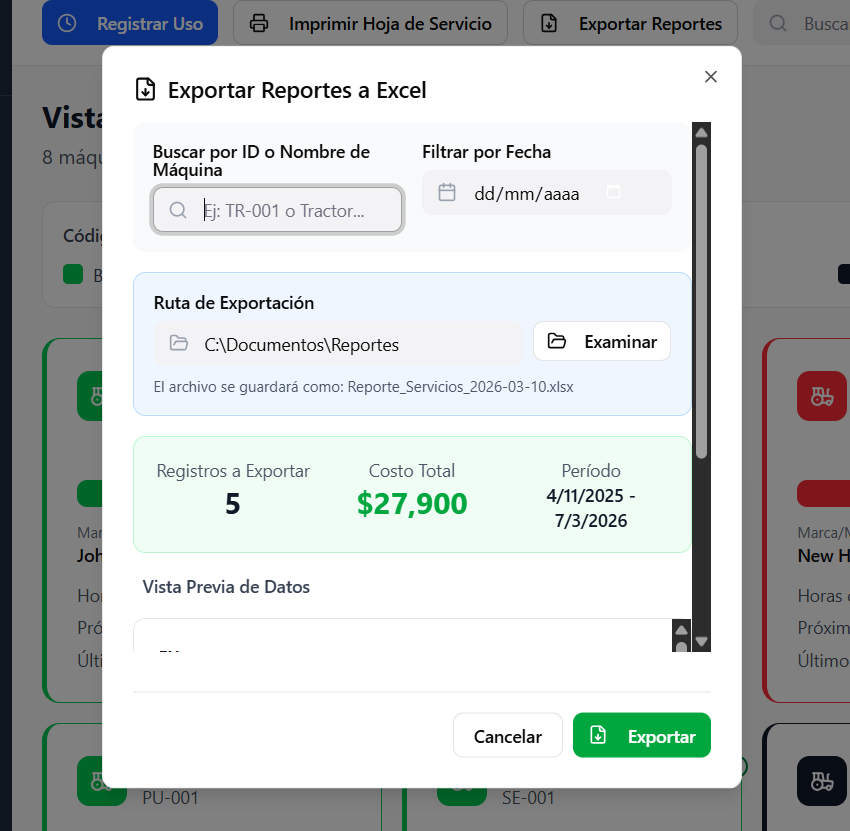 Registrar Uso
Imprimir Hoja de Servicio
Exportar Reportes
Busca
Exportar Reportes a Excel
Vista
8 máqu
Buscar por ID o Nombre de
Máquina
Filtrar por Fecha
Ej: TR-001 o Tractor...
dd/mm/aaaa
Códi
B
Ruta de Exportación
C:\Documentos\Reportes
Examinar
El archivo se guardará como: Reporte_Servicios_2026-03-10.xlsx
Registros a Exportar
5
Costo Total
$27,900
Período
4/11/2025 -
7/3/2026
Mar
Joh
Marca/M
New H
Vista Previa de Datos
Ho
Pró
Últi
Horas
Próxim
Último
Cancelar
Exportar
PU-001
SE-001